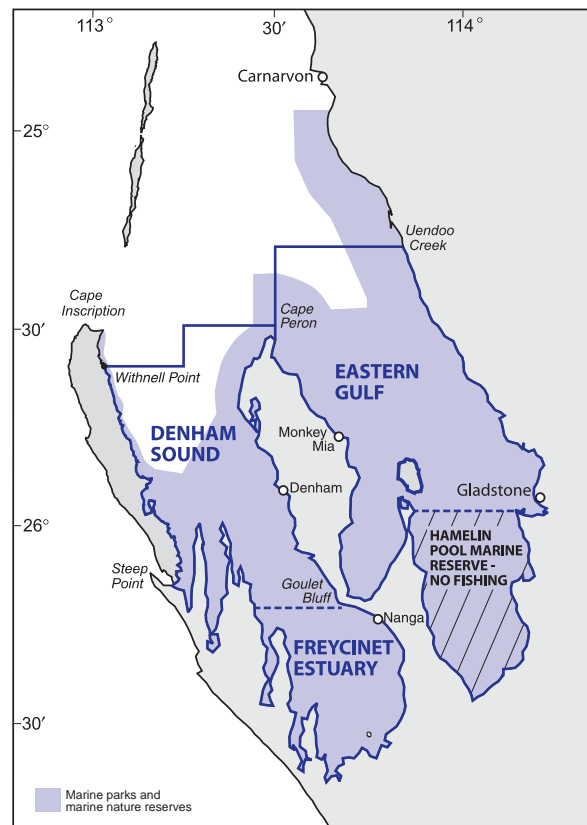 113°
30′
114°
Carnarvon
25°
Uendoo
Creek
Cape
Inscription
Cape
Peron
30′
Withnell Point
EASTERN
GULF
DENHAM
SOUND
Monkey
Mia
Denham
Gladstone
26°
HAMELIN
POOL MARINE
RESERVE -
NO FISHING
Steep
Point
Goulet
Bluff
Nanga
FREYCINET
ESTUARY
30′
Marine parks and
marine nature reserves